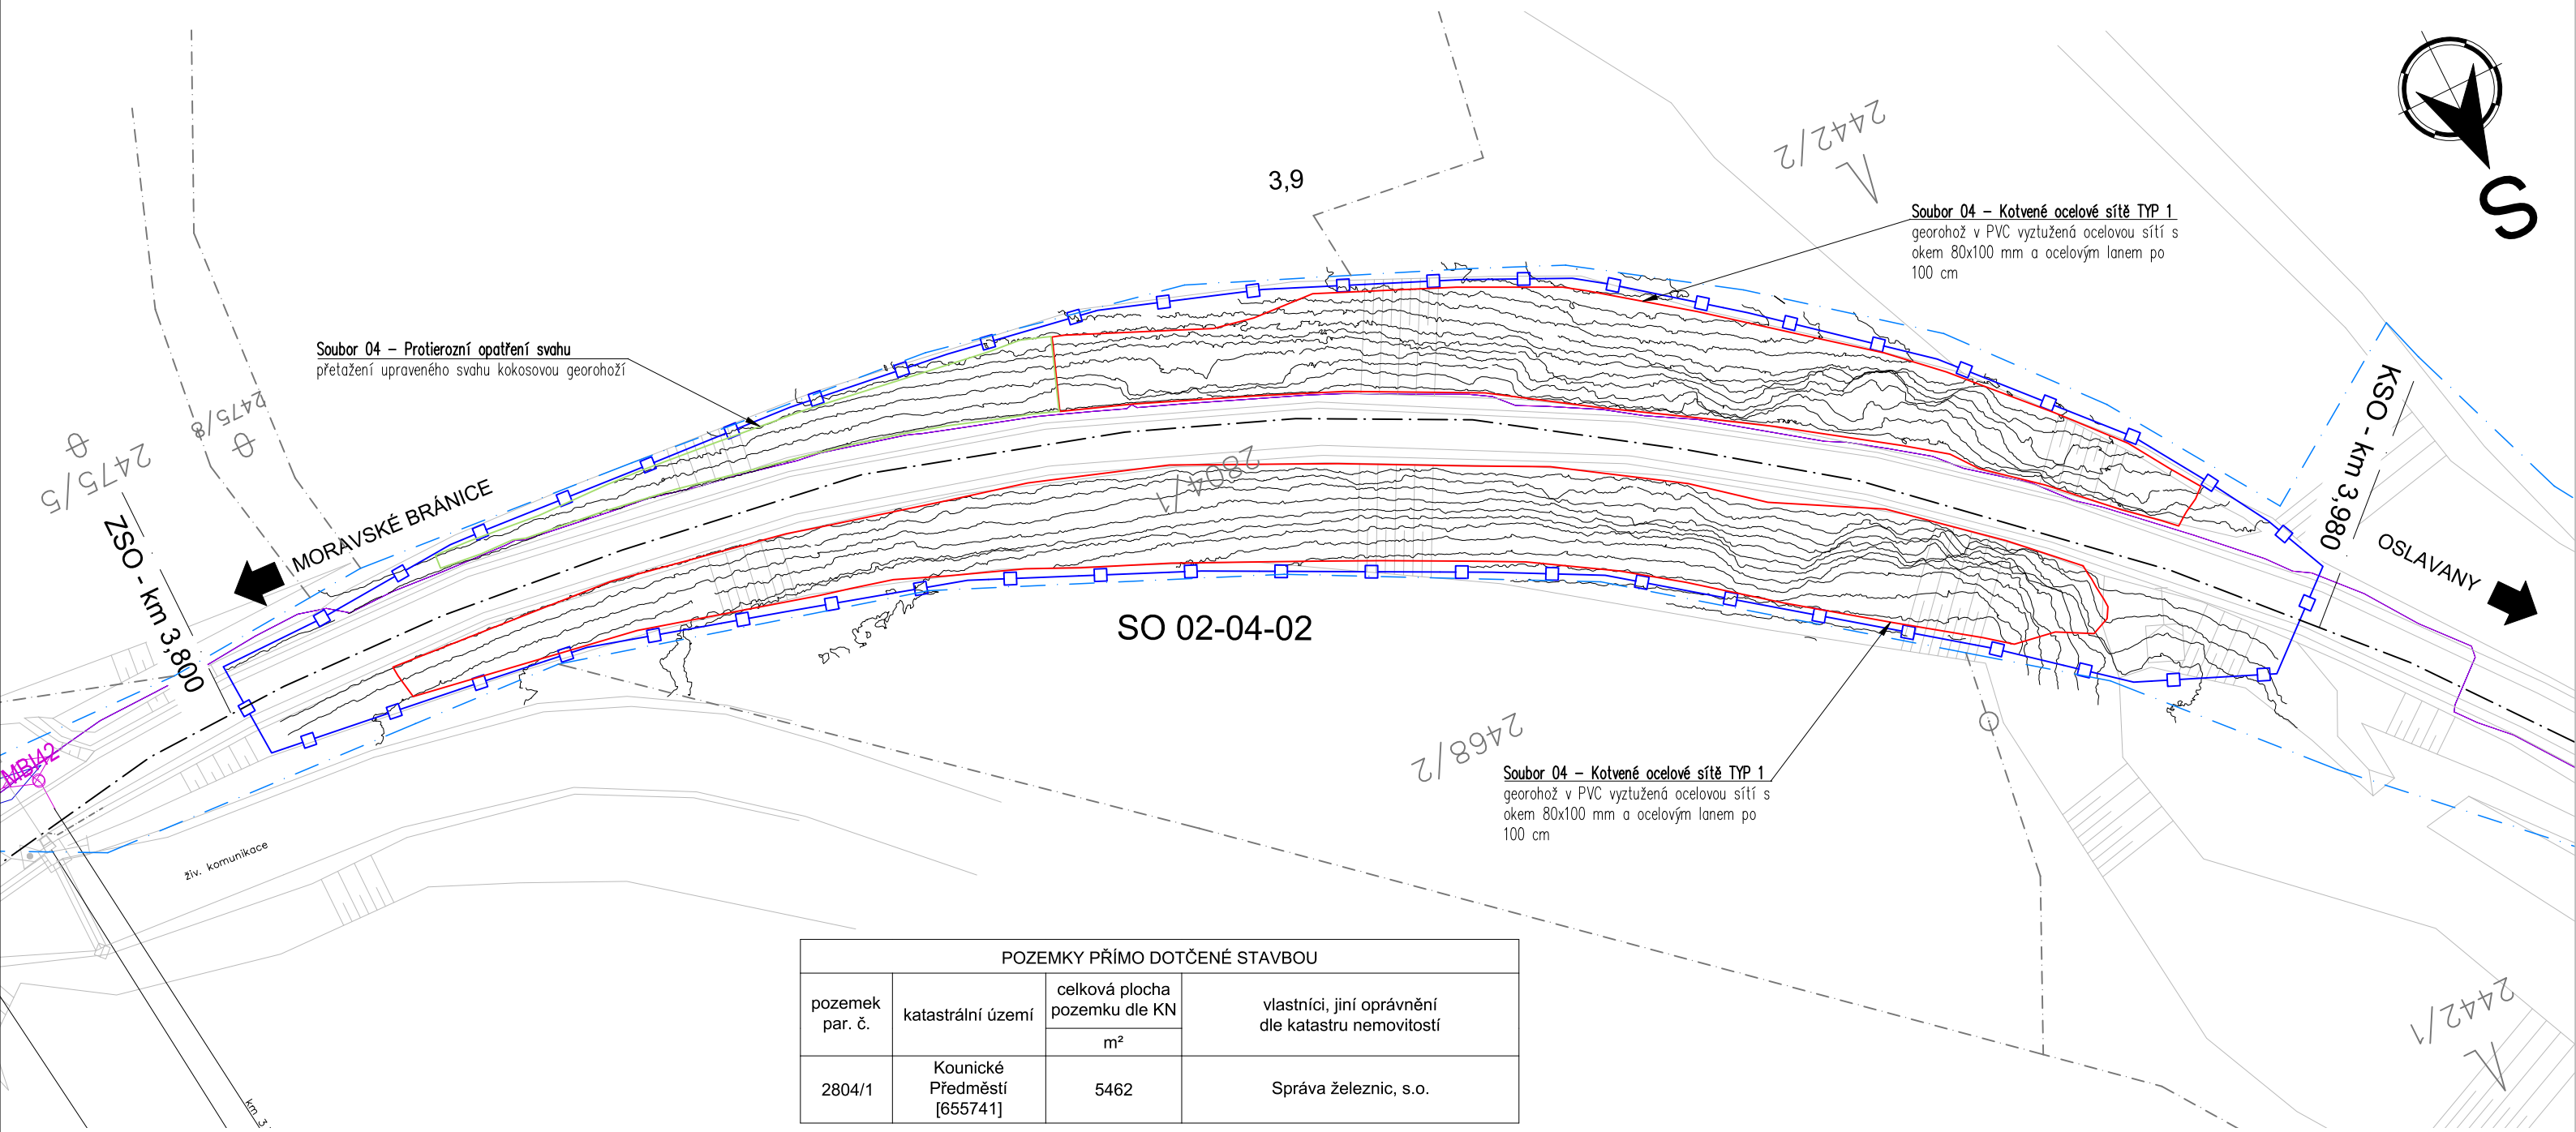 S
2442/2
3,9
Soubor 04 – Kotvené ocelové sítě TYP 1
georohož v PVC vyztužená ocelovou sítí s
okem 80x100 mm a ocelovým lanem po
100 cm
Soubor 04 – Protierozní opatření svahu
přetažení upraveného svahu kokosovou georohoží
2475/8
2475/5
ZSO - km 3,800
MORAVSKÉ BRÁNICE
2804/1
KSO - km 3,980
OSLAVANY
SO 02-04-02
2468/2
Soubor 04 – Kotvené ocelové sítě TYP 1
georohož v PVC vyztužená ocelovou sítí s
okem 80x100 mm a ocelovým lanem po
100 cm
živ. komunikace
2442/1
km 3
POZEMKY PŘÍMO DOTČENÉ STAVBOU
pozemek
par. č.
katastrální území
celková plocha
pozemku dle KN
m²
vlastníci, jiní oprávnění
dle katastru nemovitostí
2804/1
Kounické
Předměstí
[655741]
5462
Správa železnic, s.o.